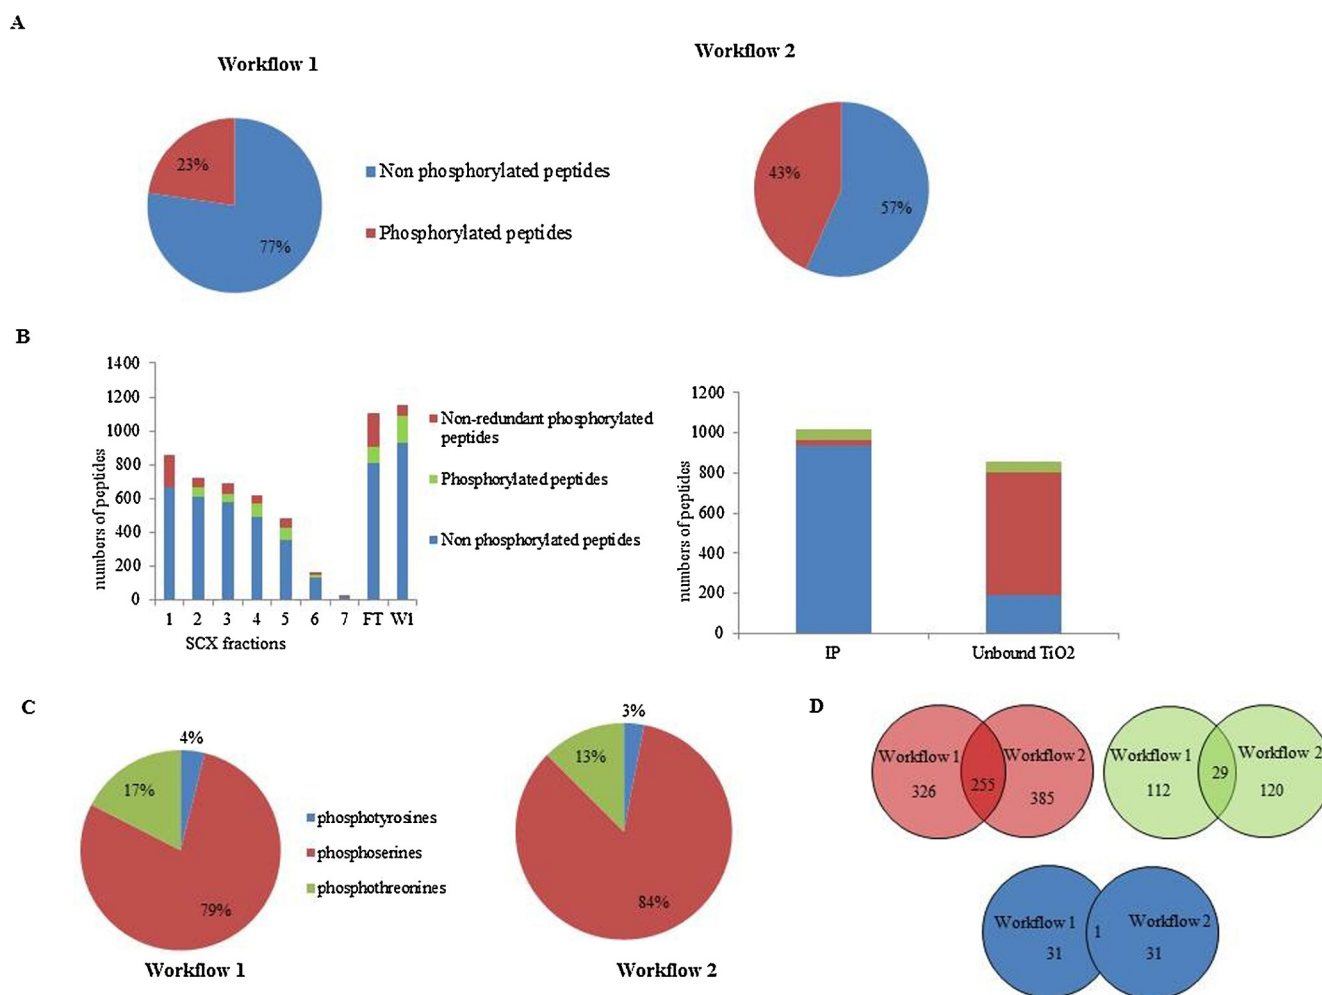 A
Workflow 1
Workflow 2
23%
77%
Non phosphorylated peptides
Phosphorylated peptides
43%
57%
B
1400
1200
1000
800
600
400
200
0
numbers of peptides
1 2 3 4 5 6 7 FT W1
SCX fractions
Non-redundant phosphorylated
peptides
Phosphorylated peptides
Non phosphorylated peptides
1200
1000
800
600
400
200
0
numbers of peptides
IP Unbound TiO2
C
4%
17%
79%
Workflow 1
phosphotyrosines
phosphoserines
phosphothreonines
3%
13%
84%
Workflow 2
D
Workflow 1
326
255
Workflow 2
385
Workflow 1
112
29
Workflow 2
120
Workflow 1
31
1
Workflow 2
31